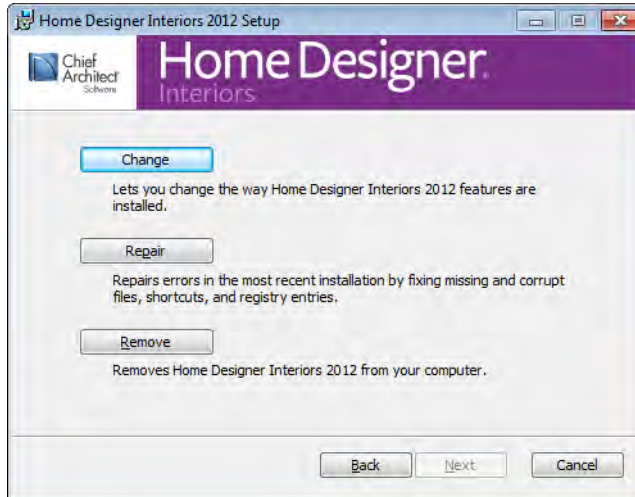 Home Designer Interiors 2012 Setup
Chief
Architect
Software
Home Designer.
Interiors
Change
Lets you change the way Home Designer Interiors 2012 features are
installed.
Repair
Repairs errors in the most recent installation by fixing missing and corrupt
files, shortcuts, and registry entries.
Remove
Removes Home Designer Interiors 2012 from your computer.
Back Next Cancel